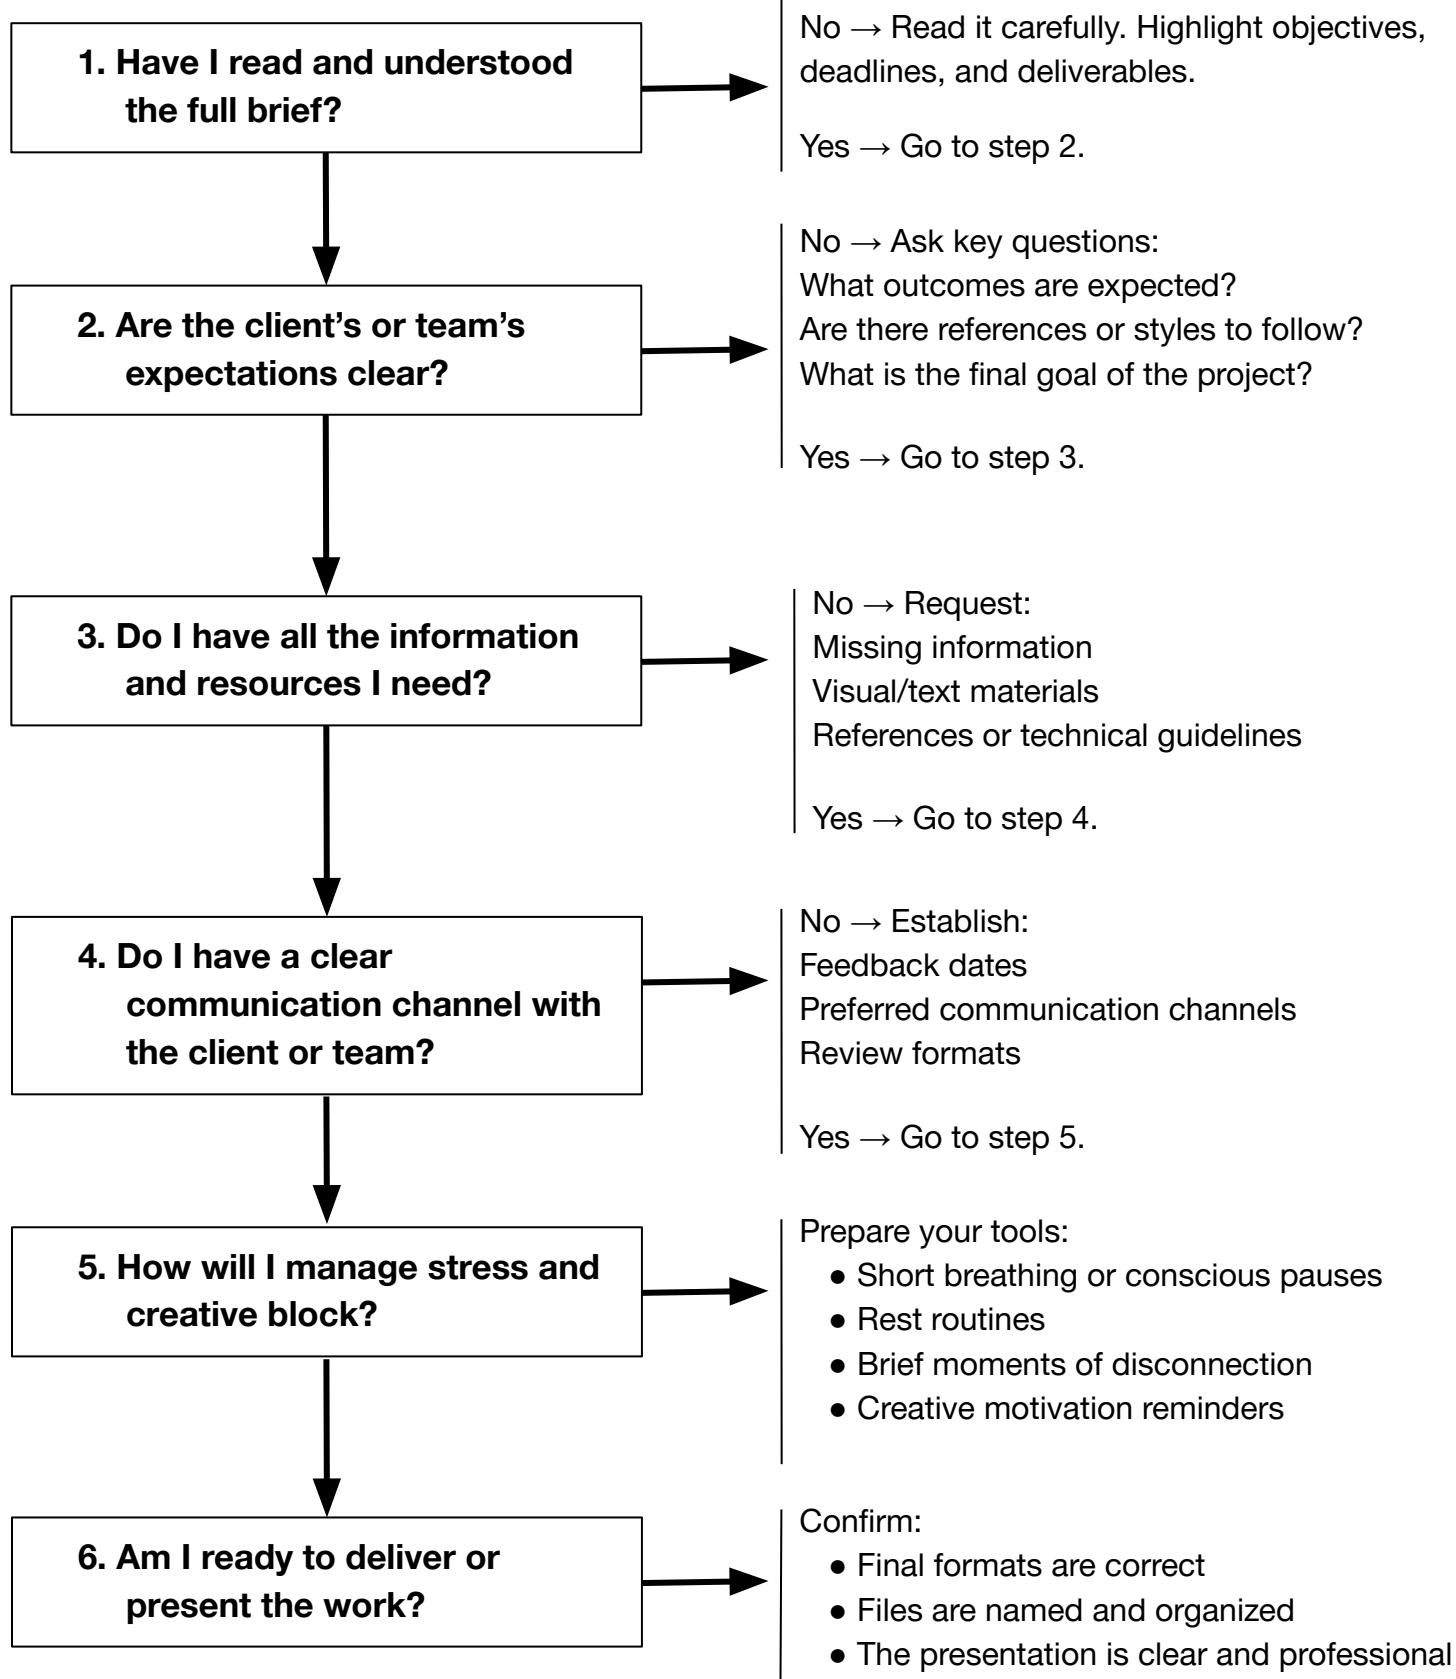 1. Have I read and understood
the full brief?
No → Read it carefully. Highlight objectives,
deadlines, and deliverables.
Yes → Go to step 2.
2. Are the client’s or team’s
expectations clear?
No → Ask key questions:
What outcomes are expected?
Are there references or styles to follow?
What is the final goal of the project?
Yes → Go to step 3.
3. Do I have all the information
and resources I need?
No → Request:
Missing information
Visual/text materials
References or technical guidelines
Yes → Go to step 4.
4. Do I have a clear
communication channel with
the client or team?
No → Establish:
Feedback dates
Preferred communication channels
Review formats
Yes → Go to step 5.
5. How will I manage stress and
creative block?
Prepare your tools:
● Short breathing or conscious pauses
● Rest routines
● Brief moments of disconnection
● Creative motivation reminders
6. Am I ready to deliver or
present the work?
Confirm:
● Final formats are correct
● Files are named and organized
● The presentation is clear and professional